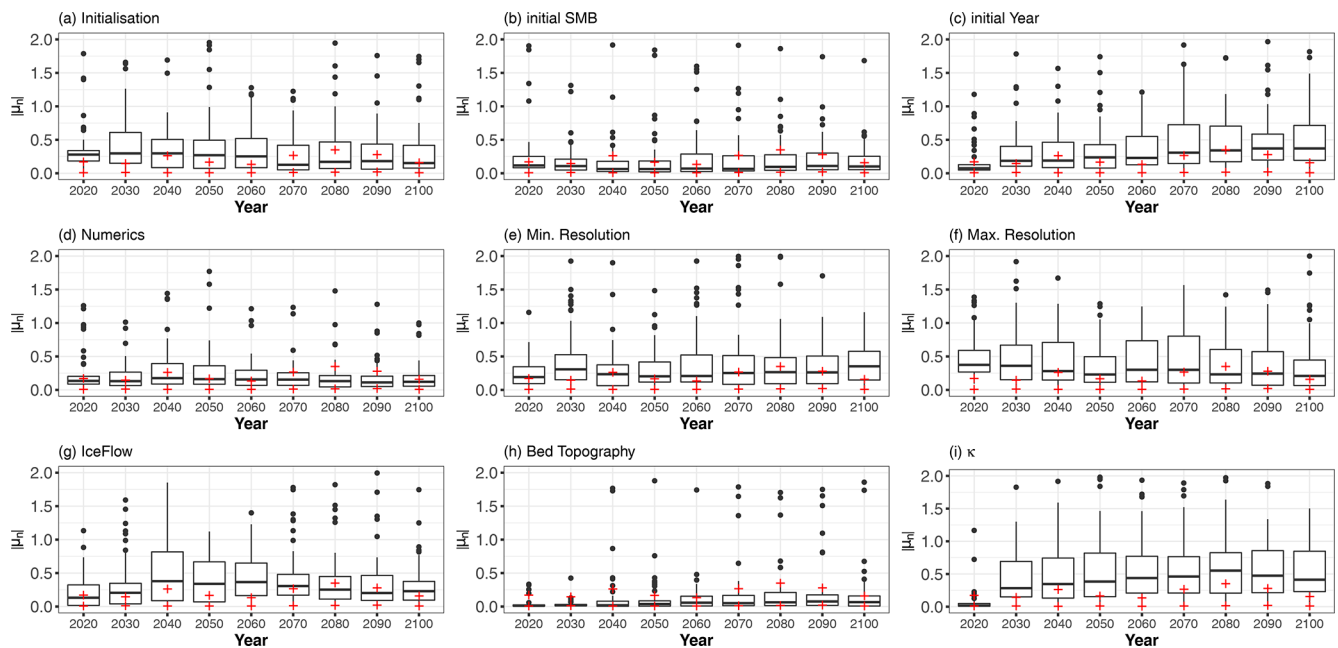 (a) Initialisation
(b) initial SMB
(c) initial Year
2.0 2.0 2.0
1.5 1.5 1.5
|μn| |μn| |μn|
1.0 1.0 1.0
0.5 0.5 0.5
0.0 0.0 0.0
2020 2030 2040 2050 2060 2070 2080 2090 2100
2020 2030 2040 2050 2060 2070 2080 2090 2100
2020 2030 2040 2050 2060 2070 2080 2090 2100
Year Year Year
(d) Numerics
(e) Min. Resolution
(f) Max. Resolution
2.0 2.0 2.0
1.5 1.5 1.5
|μn| |μn| |μn|
1.0 1.0 1.0
0.5 0.5 0.5
0.0 0.0 0.0
2020 2030 2040 2050 2060 2070 2080 2090 2100
2020 2030 2040 2050 2060 2070 2080 2090 2100
2020 2030 2040 2050 2060 2070 2080 2090 2100
Year Year Year
(g) IceFlow
(h) Bed Topography
(i) κ
2.0 2.0 2.0
1.5 1.5 1.5
|μn| |μn| |μn|
1.0 1.0 1.0
0.5 0.5 0.5
0.0 0.0 0.0
2020 2030 2040 2050 2060 2070 2080 2090 2100
2020 2030 2040 2050 2060 2070 2080 2090 2100
2020 2030 2040 2050 2060 2070 2080 2090 2100
Year Year Year